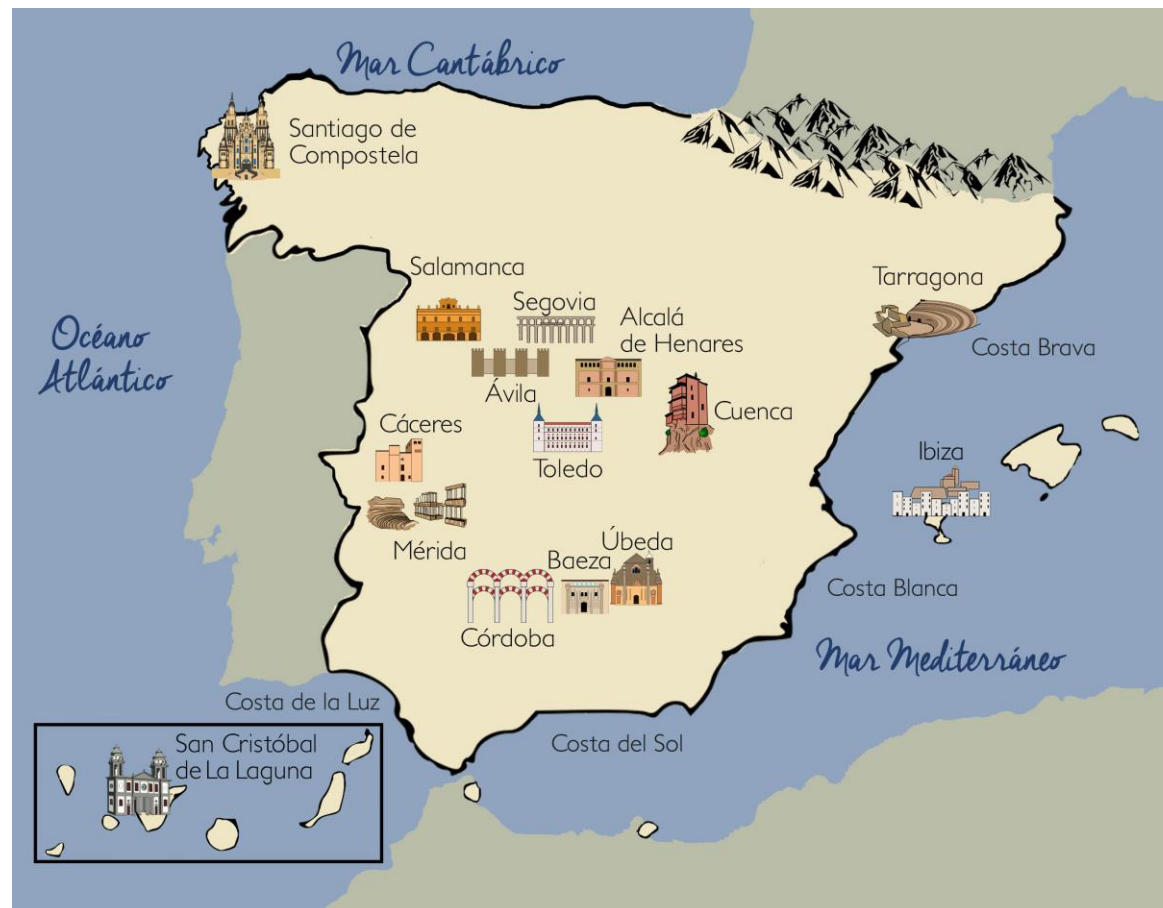 Mar Cantábrico
Santiago de
Compostela
Salamanca
Segovia
Alcalá
de Henares
Tarragona
Océano
Atlántico
Costa Brava
Ávila
Cuenca
Cáceres
Toledo
Ibiza
Mérida
Baeza
Úbeda
Córdoba
Costa Blanca
Mar Mediterráneo
Costa de la Luz
Costa del Sol
San Cristóbal
de La Laguna